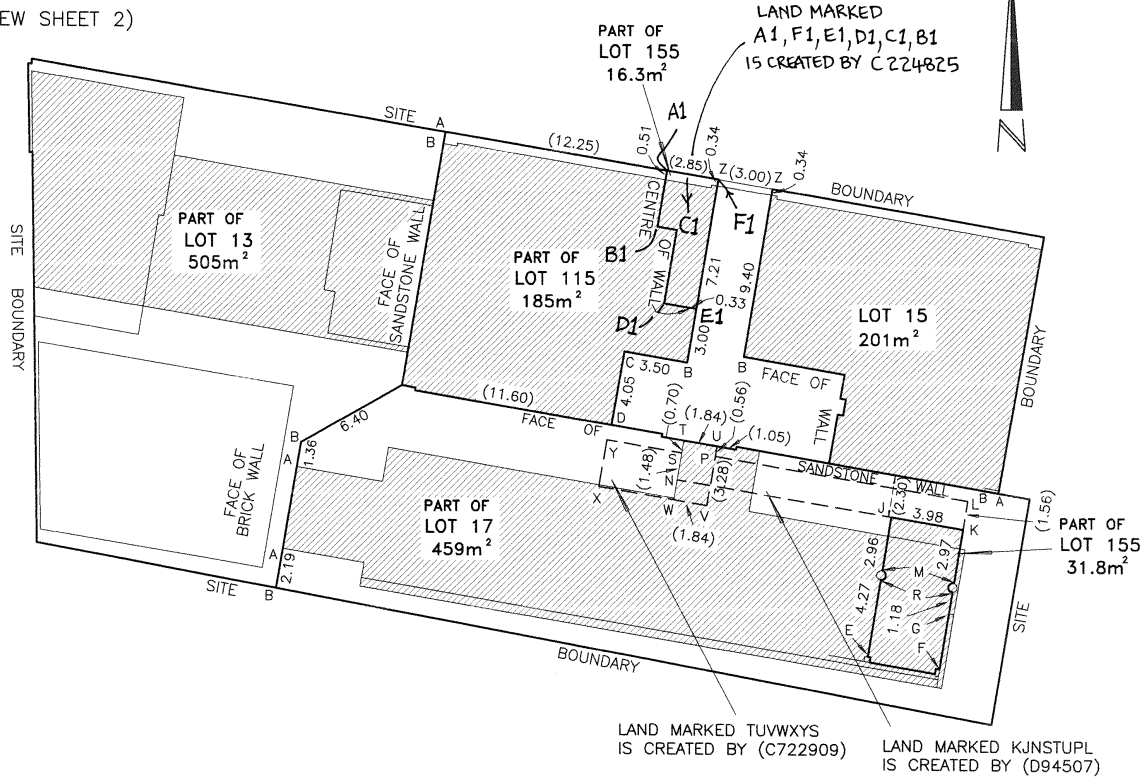 EW SHEET 2)
LAND MARKED
A1, F1, E1, D1, C1, B1
IS CREATED BY C224825
PART OF
LOT 155
16.3m²
N
A1
SITE
A
B
(12.25)
0.51
(2.85)
0.34
Z (3.00) Z
0.34
BOUNDARY
CENTRE
OF WALL
C1
F1
B1
PART OF
LOT 13
505m²
FACE OF
SANDSTONE WALL
PART OF
LOT 115
185m²
7.21
9.40
0.33
D1
E1
3.00
LOT 15
201m²
SITE
BOUNDARY
BOUNDARY
C 3.50 B
B
FACE OF
WALL
4.05
D
(11.60)
FACE OF
(0.70)
T
(1.84)
U
(0.56)
(1.05)
SANDSTONE WALL
B A
6.40
B
A
1.36
FACE OF
BRICK WALL
Y
(1.48)
S
N
P
(3.28)
X
W
V
(1.84)
J
(2.30)
3.98
L
K
(1.56)
PART OF
LOT 155
31.8m²
PART OF
LOT 17
459m²
2.96
2.97
M
R
G
4.27
1.18
E
F
SITE
A
2.19
SITE
B
BOUNDARY
LAND MARKED TUVWXYS
IS CREATED BY (C722909)
LAND MARKED KJNSTUPL
IS CREATED BY (D94507)